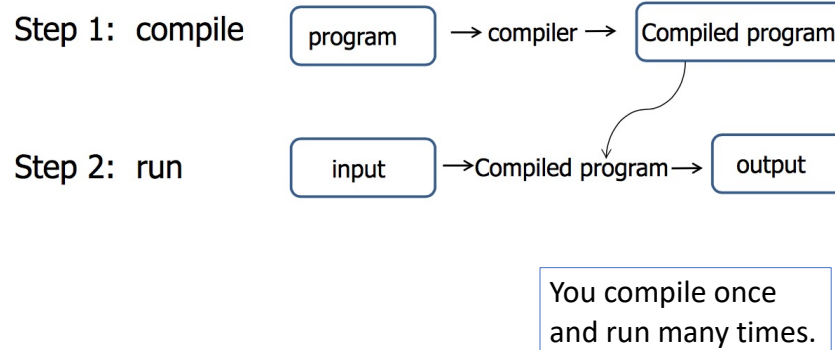 Step 1: compile program → compiler → Compiled program
Step 2: run input → Compiled program → output
You compile once
and run many times.